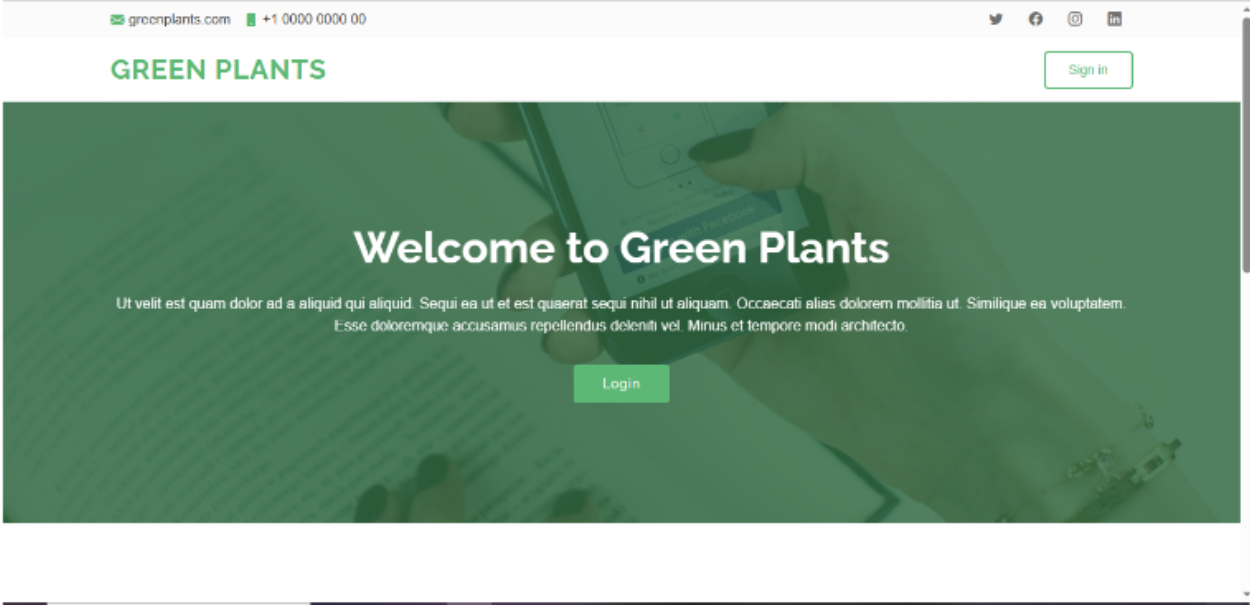 greenplants.com +1 0000 0000 00
GREEN PLANTS
Sign in
with Facebook
Welcome to Green Plants
Ut velit est quam dolor ad a aliquid qui aliquid. Sequi ea ut et est quaerat sequi nihil ut aliquam. Occaecati alias dolorem mollitia ut. Similique ea voluptatem.
Esse doloremque accusamus repellendus deleniti vel. Minus et tempore modi architecto.
Login